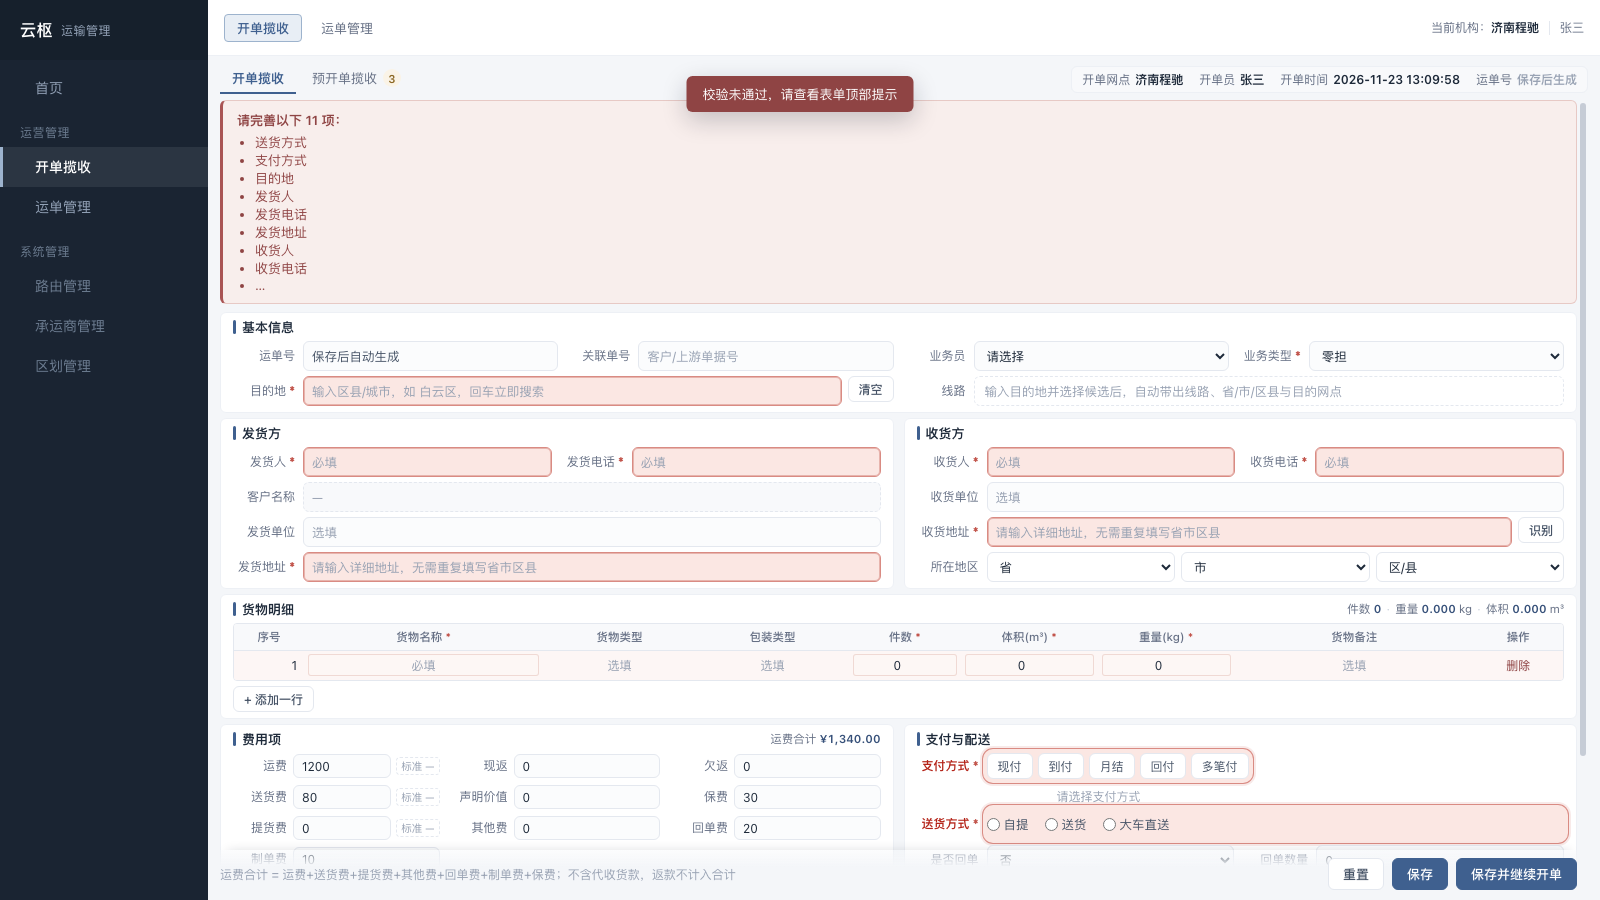 云枢 运输管理
首页
运营管理
开单揽收
运单管理
系统管理
路由管理
承运商管理
区划管理
开单揽收 运单管理
当前机构： 济南程驰 张三
开单揽收 预开单揽收 3
开单网点 济南程驰 开单员 张三 开单时间 2026-11-23 13:09:58 运单号 保存后生成
校验未通过，请查看表单顶部提示
请完善以下 11 项：
• 送货方式
• 支付方式
• 目的地
• 发货人
• 发货电话
• 发货地址
• 收货人
• 收货电话
• ...
基本信息
运单号 保存后自动生成 关联单号 客户/上游单据号 业务员 请选择 业务类型 * 零担
目的地 * 输入区县/城市，如 白云区，回车立即搜索 清空 线路 输入目的地并选择候选后，自动带出线路、省/市/区县与目的网点
发货方
发货人 * 必填 发货电话 * 必填
客户名称 —
发货单位 选填
发货地址 * 请输入详细地址，无需重复填写省市区县
收货方
收货人 * 必填 收货电话 * 必填
收货单位 选填
收货地址 * 请输入详细地址，无需重复填写省市区县 识别
所在地区 省 市 区/县
货物明细 件数 0 · 重量 0.000 kg · 体积 0.000 m³
序号 货物名称 * 货物类型 包装类型 件数 * 体积(m³) * 重量(kg) * 货物备注 操作
1 必填 选填 选填 0 0 0 选填 删除
+ 添加一行
费用项 运费合计 ¥1,340.00
运费 1200 标准 — 现返 0 欠返 0
送货费 80 标准 — 声明价值 0 保费 30
提货费 0 标准 — 其他费 0 回单费 20
制单费 10
支付与配送
支付方式 * 现付 到付 月结 回付 多笔付
请选择支付方式
送货方式 * 自提 送货 大车直送
是否回单 否 回单数量 0
运费合计 = 运费+送货费+提货费+其他费+回单费+制单费+保费；不含代收货款，返款不计入合计
重置 保存 保存并继续开单